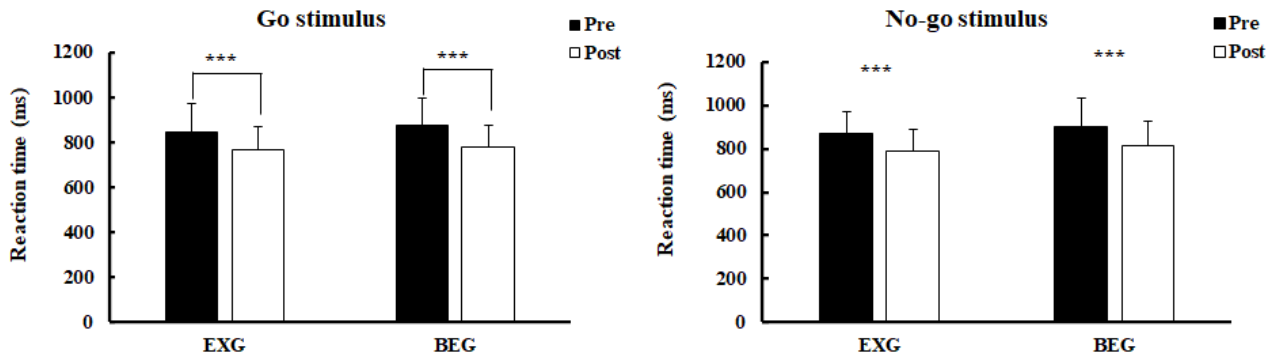 Go stimulus
Pre
Post
***
***
1200
1000
800
600
400
200
0
Reaction time (ms)
EXG
BEG
No-go stimulus
Pre
Post
***
***
1200
1000
800
600
400
200
0
Reaction time (ms)
EXG
BEG